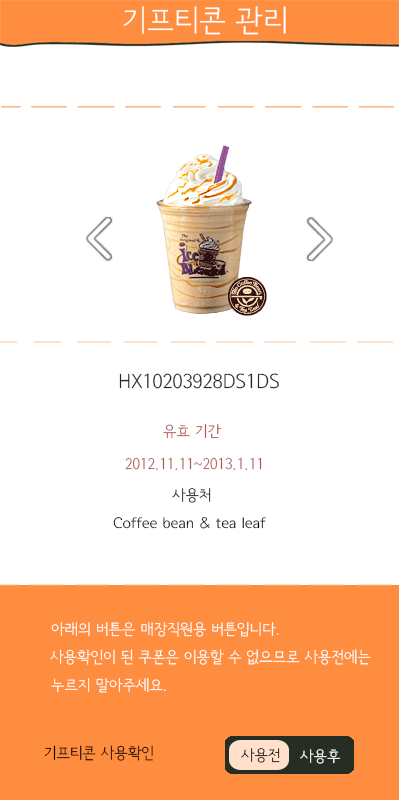 기프티콘 관리
The
Original
Ice
Blended
HX10203928DS1DS
유효 기간
2012.11.11~2013.1.11
사용처
Coffee bean & tea leaf
아래의 버튼은 매장직원용 버튼입니다.
사용확인이 된 쿠폰은 이용할 수 없으므로 사용전에는
누르지 말아주세요.
기프티콘 사용확인
사용전 사용후